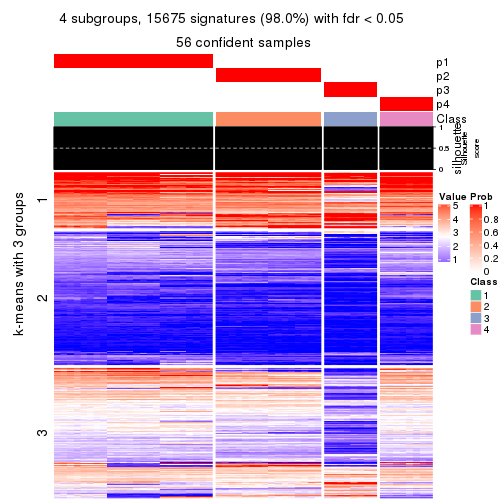 4 subgroups, 15675 signatures (98.0%) with fdr < 0.05
56 confident samples
p1
p2
p3
p4
Class
1
0.5
0
silhouette
Silhouette
score
k-means with 3 groups
1
2
3
Value
5
4
3
2
1
Prob
1
0.8
0.6
0.4
0.2
0
Class
1
2
3
4